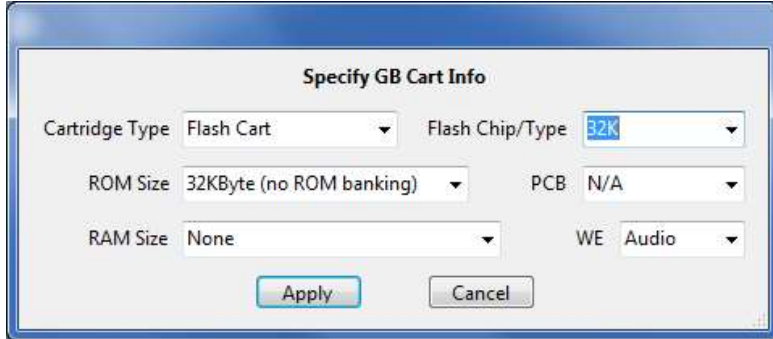 Specify GB Cart Info
Cartridge Type Flash Cart Flash Chip/Type 32K
ROM Size 32KByte (no ROM banking) PCB N/A
RAM Size None WE Audio
Apply Cancel